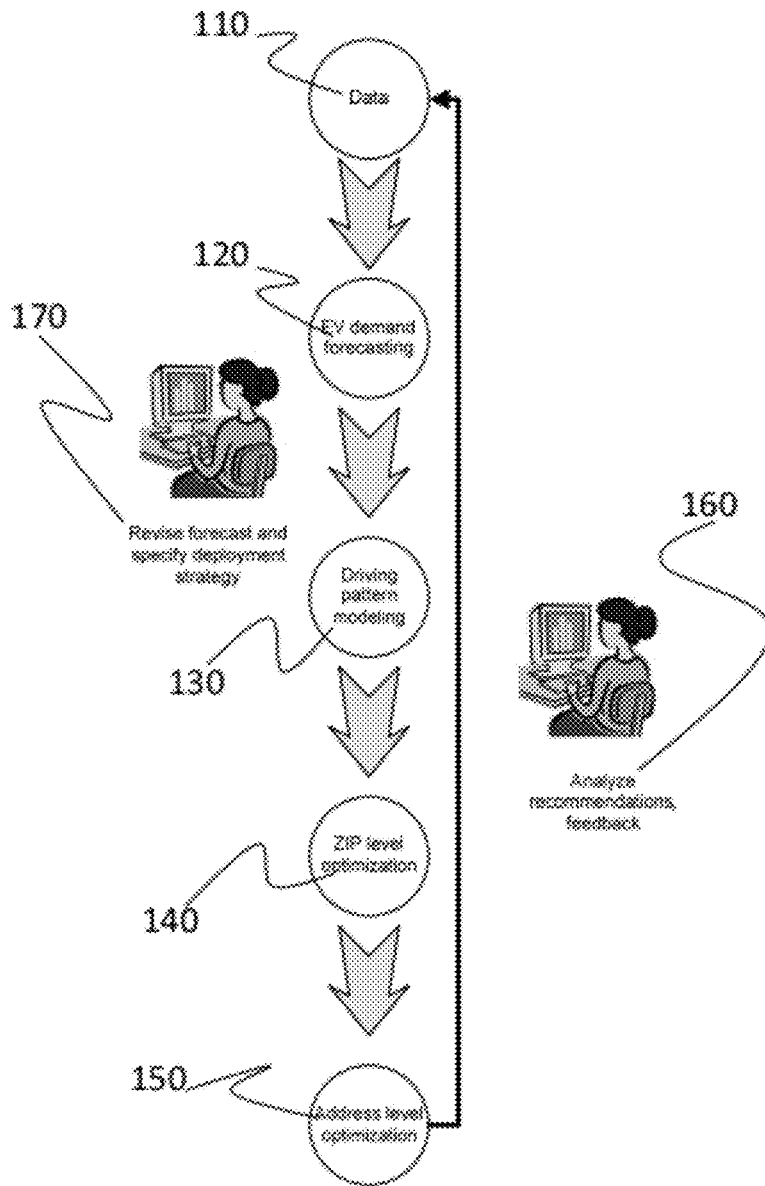 110
Data
120
EV demand
forecasting
170
Revise forecast and
specify deployment
strategy
160
Driving
pattern
modeling
130
Analyze
recommendations,
feedback
ZIP level
optimization
140
150
Address level
optimization